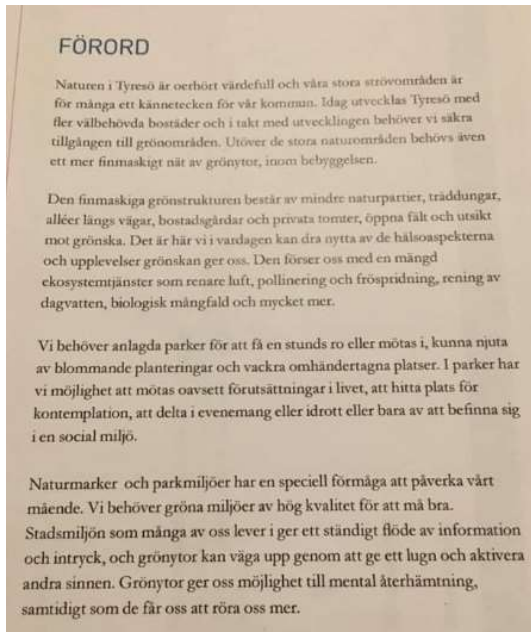 FÖRORD
Naturen i Tyresö är oerhört värdefull och våra stora strövområden är
för många ett kännetecken för vår kommun. Idag utvecklas Tyresö med
fler välbehövda bostäder och i takt med utvecklingen behöver vi säkra
tillgången till grönområden. Utöver de stora naturområden behövs även
ett mer finmaskigt nät av grönytor, inom bebyggelsen.
Den finmaskiga grönstrukturen består av mindre naturpartier, träddungar,
alléer längs vägar, bostadsgårdar och privata tomter, öppna fält och utsikt
mot grönska. Det är här vi i vardagen kan dra nytta av de hälsoaspekterna
och upplevelser grönskan ger oss. Den förser oss med en mängd
ekosystemtjänster som renare luft, pollinering och fröspridning, rening av
dagvatten, biologisk mångfald och mycket mer.
Vi behöver anlagda parker för att få en stunds ro eller mötas i, kunna njuta
av blommande planteringar och vackra omhändertagna platser. I parker har
vi möjlighet att mötas oavsett förutsättningar i livet, att hitta plats för
kontemplation, att delta i evenemang eller idrott eller bara av att befinna sig
i en social miljö.
Naturmarker och parkmiljöer har en speciell förmåga att påverka vårt
mående. Vi behöver gröna miljöer av hög kvalitet för att må bra.
Stadsmiljön som många av oss lever i ger ett ständigt flöde av information
och intryck, och grönytor kan väga upp genom att ge ett lugn och aktivera
andra sinnen. Grönytor ger oss möjlighet till mental återhämtning,
samtidigt som de får oss att röra oss mer.